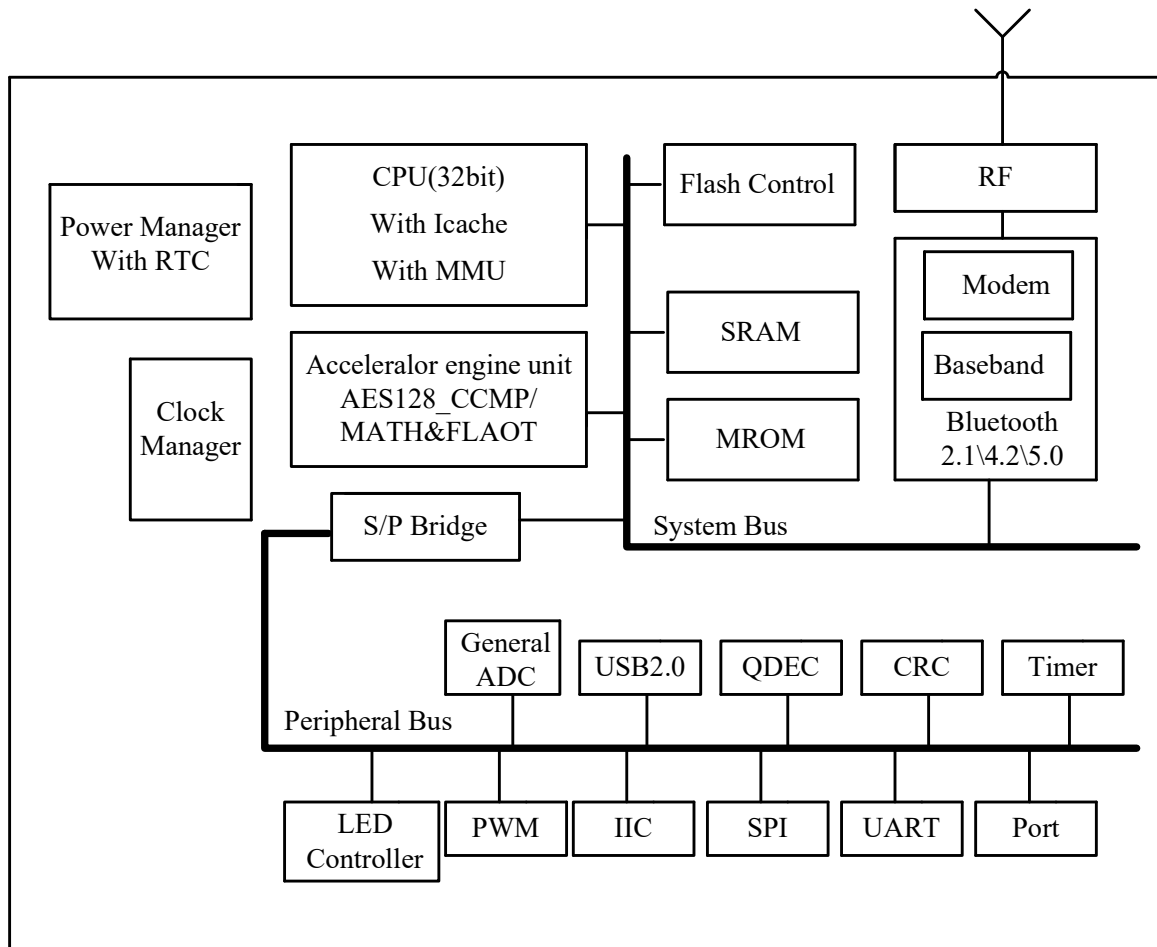 CPU(32bit)
With Icache
With MMU
Flash Control
RF
Power Manager
With RTC
Modem
Acceleralor engine unit
AES128_CCMP/
MATH&FLAOT
SRAM
Baseband
Clock
Manager
MROM
Bluetooth
2.1\4.2\5.0
S/P Bridge
System Bus
General
ADC
USB2.0
QDEC
CRC
Timer
Peripheral Bus
LED
Controller
PWM
IIC
SPI
UART
Port